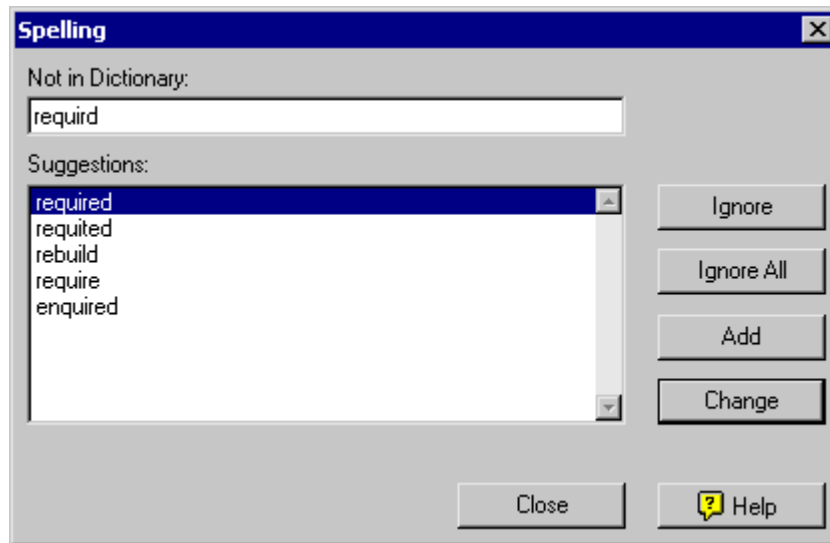 Spelling
Not in Dictionary:
requird
Suggestions:
required
requited
rebuild
require
enquired
Ignore
Ignore All
Add
Change
Close
? Help